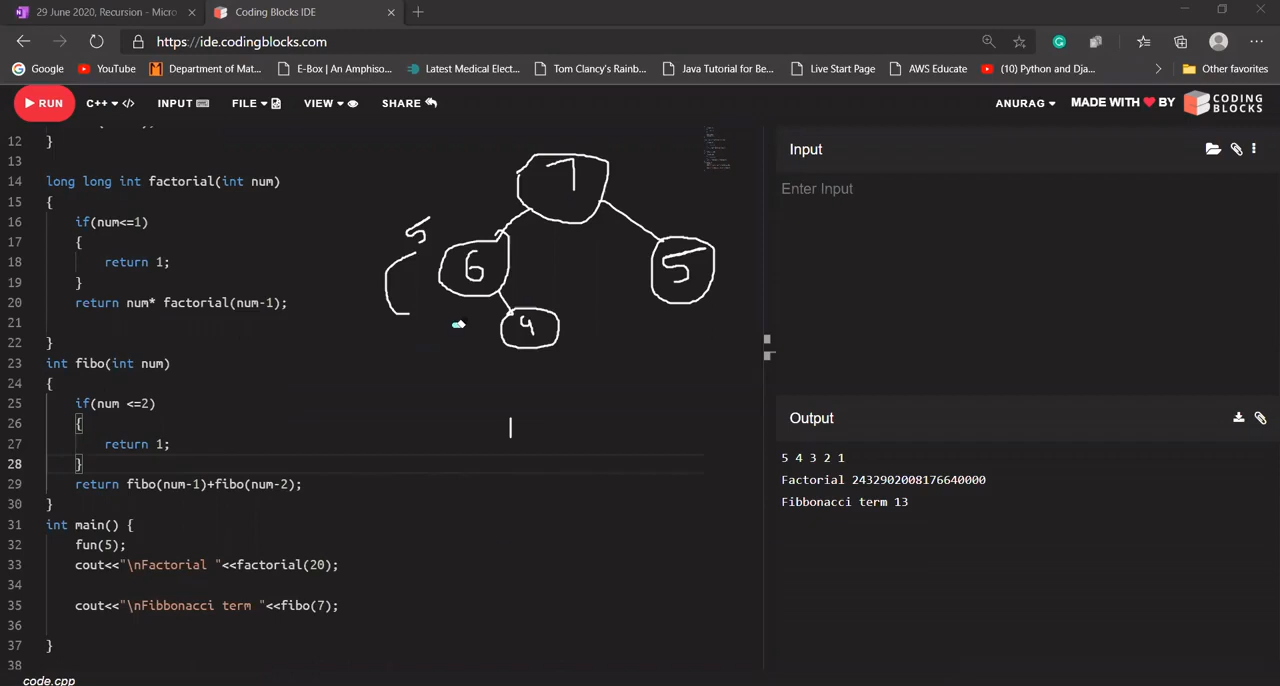 29 June 2020, Recursion - Micro
Coding Blocks IDE
https://ide.codingblocks.com
Google
YouTube
Department of Mat...
E-Box | An Amphiso...
Latest Medical Elect...
Tom Clancy's Rainb...
Java Tutorial for Be...
Live Start Page
AWS Educate
(10) Python and Dja...
Other favorites
RUN
C++
INPUT
FILE
VIEW
SHARE
ANURAG
MADE WITH ❤ BY
CODING
BLOCKS
12 }
13
14 long long int factorial(int num)
15 {
16 if(num<=1)
17 {
18 return 1;
19 }
20 return num* factorial(num-1);
21
22 }
23 int fibo(int num)
24 {
25 if(num <=2)
26 {
27 return 1;
28 }
29 return fibo(num-1)+fibo(num-2);
30 }
31 int main() {
32 fun(5);
33 cout<<"\nFactorial "<<factorial(20);
34
35 cout<<"\nFibbonacci term "<<fibo(7);
36
37 }
38
code.cpp
7
5
6
5
4
Input
Enter Input
Output
5 4 3 2 1
Factorial 2432902008176640000
Fibbonacci term 13